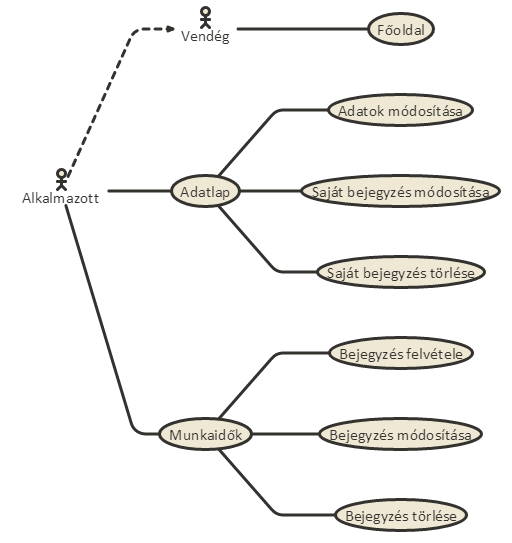 Vendég
Főoldal
Adatok módosítása
Alkalmazott
Adatlap
Saját bejegyzés módosítása
Saját bejegyzés törlése
Bejegyzés felvétele
Munkaidők
Bejegyzés módosítása
Bejegyzés törlése